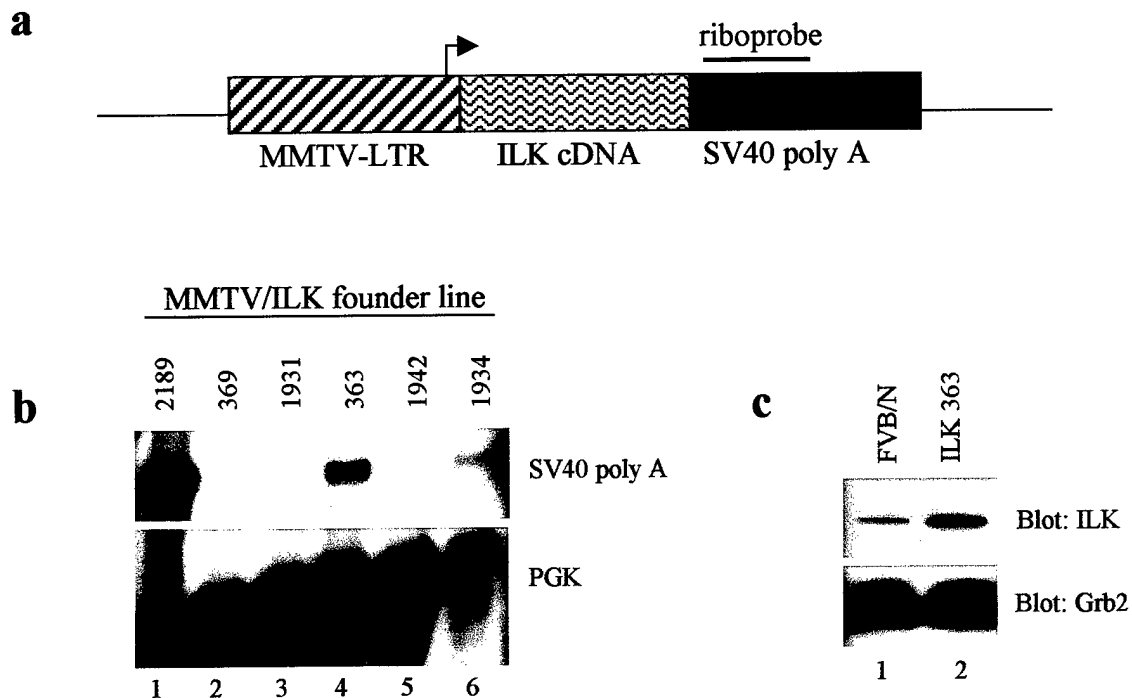 a
riboprobe
MMTV-LTR ILK cDNA SV40 poly A
MMTV/ILK founder line
b
2189 369 1931 363 1942 1934
SV40 poly A
PGK
1 2 3 4 5 6
c
FVB/N ILK 363
Blot: ILK
Blot: Grb2
1 2